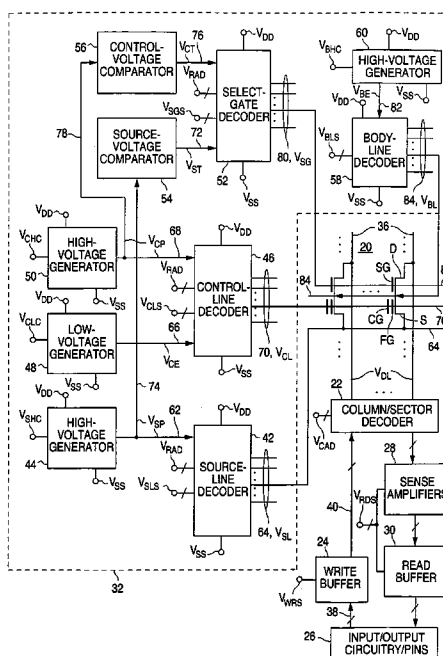 56
CONTROL-
VOLTAGE
COMPARATOR
76
VCT
VDD
VRAD
SELECT-
GATE
DECODER
VSGS
72
VST
80, VSG
52
VSS
78
SOURCE-
VOLTAGE
COMPARATOR
54
60
VDD
VBHC
HIGH-VOLTAGE
GENERATOR
VBE
VSS
82
VDD
VBLS
BODY-
LINE
DECODER
58
VSS
84, VBL
VDD
VCHC
HIGH-
VOLTAGE
GENERATOR
50
VSS
VCP
68
VDD
46
VRAD
CONTROL-
LINE
DECODER
VCLS
66
VCE
70, VCL
VSS
VDD
VCLC
LOW-
VOLTAGE
GENERATOR
48
VSS
74
VDD
VSHC
HIGH-
VOLTAGE
GENERATOR
44
VSS
VSP
62
VDD
42
VRAD
SOURCE-
LINE
DECODER
VSLS
64, VSL
VSS
36
20
D
SG
84
CG
FG
S
64
VDL
22
COLUMN/SECTOR
DECODER
VCAD
28
SENSE
AMPLIFIERS
VRDS
40
30
READ
BUFFER
24
WRITE
BUFFER
VWRS
38
26
INPUT/OUTPUT
CIRCUITRY/PINS
32